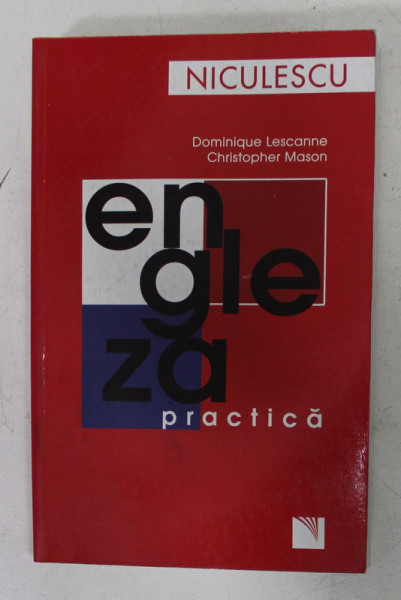 NICULESCU
Dominique Lescanne
Christopher Mason
en
gle
za
practică